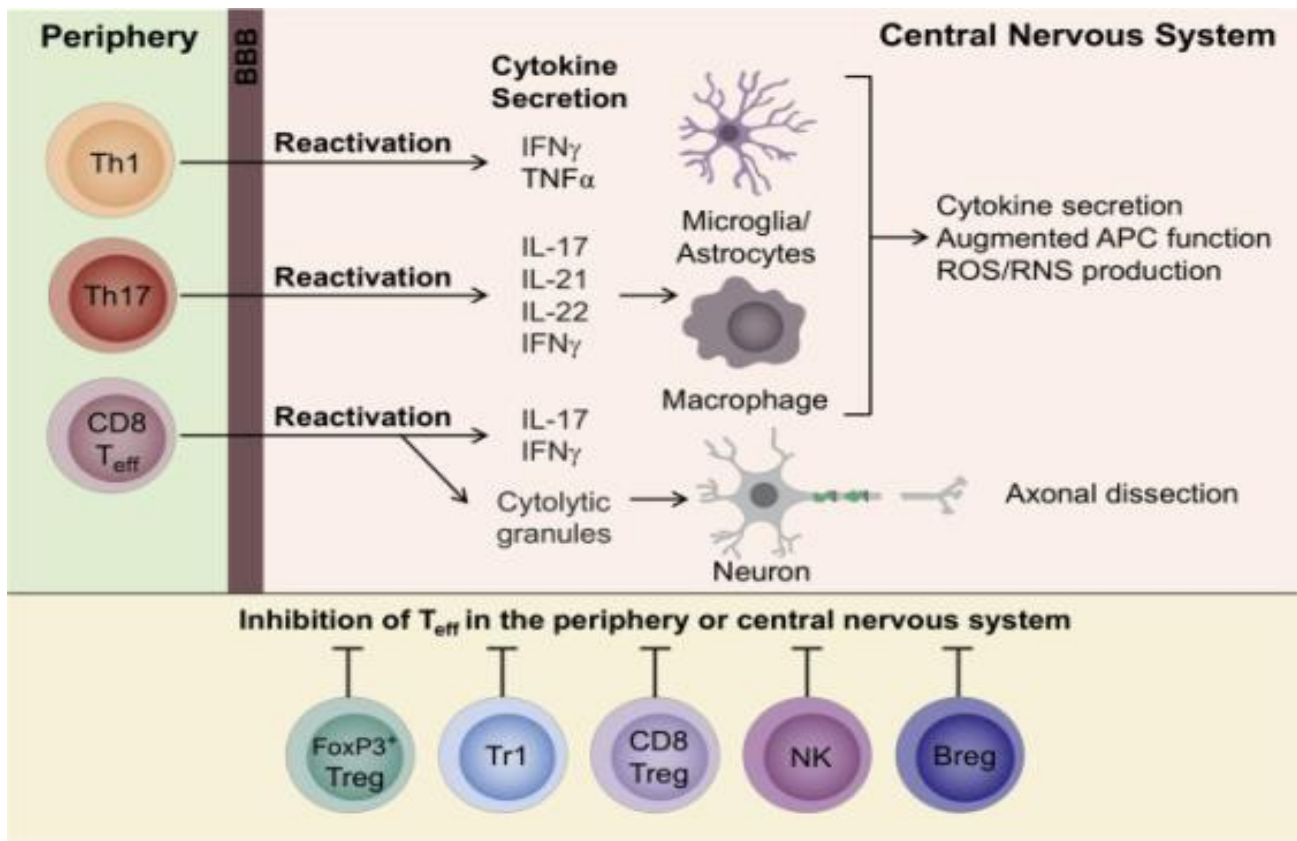 Periphery
BBB
Central Nervous System
Cytokine
Secretion
Th1
Reactivation
IFNγ
TNFα
Microglia/
Astrocytes
Th17
Reactivation
IL-17
IL-21
IL-22
IFNγ
Macrophage
Cytokine secretion
Augmented APC function
ROS/RNS production
CD8
Teff
Reactivation
IL-17
IFNγ
Cytolytic
granules
Neuron
Axonal dissection
Inhibition of Teff in the periphery or central nervous system
FoxP3+
Treg
Tr1
CD8
Treg
NK
Breg